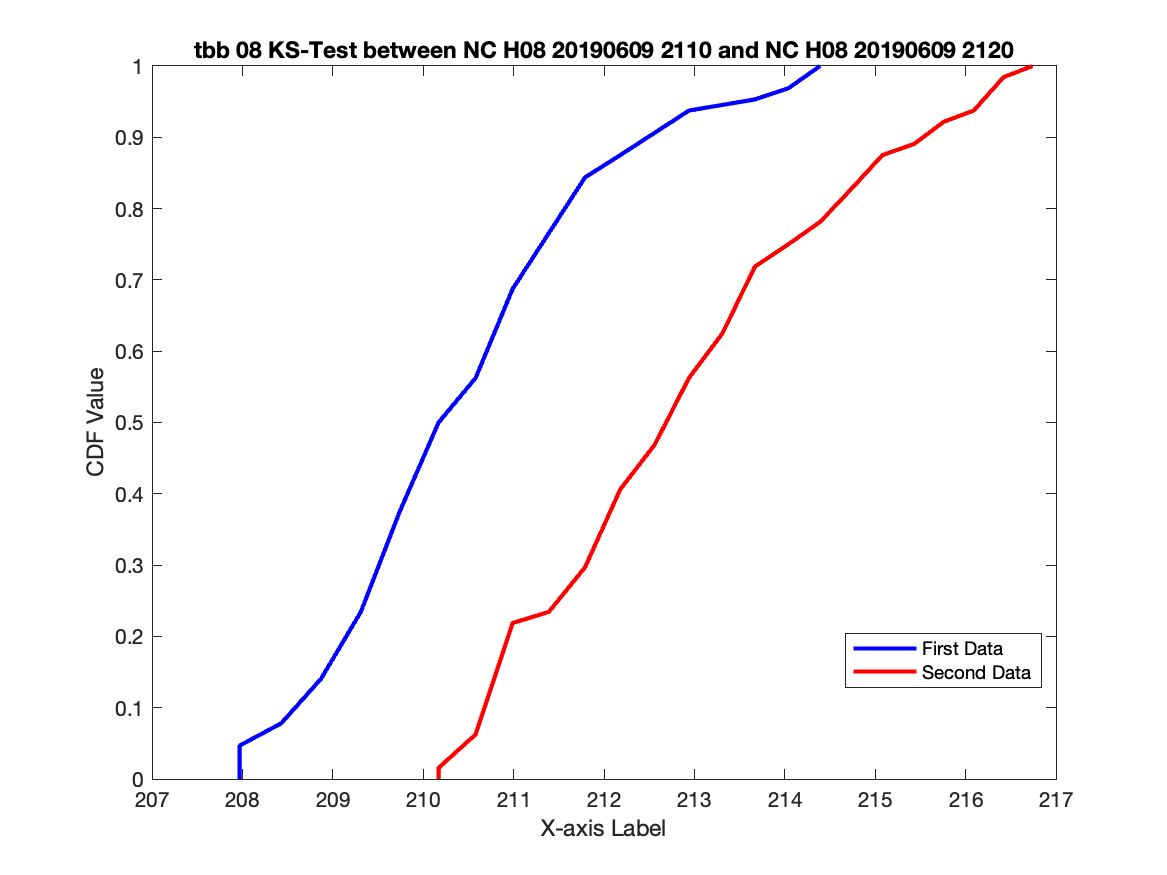 tbb 08 KS-Test between NC H08 20190609 2110 and NC H08 20190609 2120
1
0.9
0.8
0.7
0.6
0.5
0.4
0.3
0.2
0.1
0
CDF Value
First Data
Second Data
207 208 209 210 211 212 213 214 215 216 217
X-axis Label